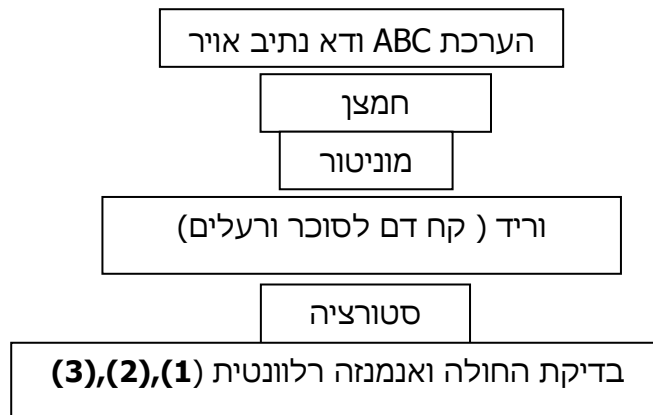 הערכת ABC ודא נתיב אויר
חמצן
מוניטור
וריד ( קח דם לסוכר ורעלים)
סטורציה
בדיקת החולה ואנמנזה רלוונטית (1),(2),(3)